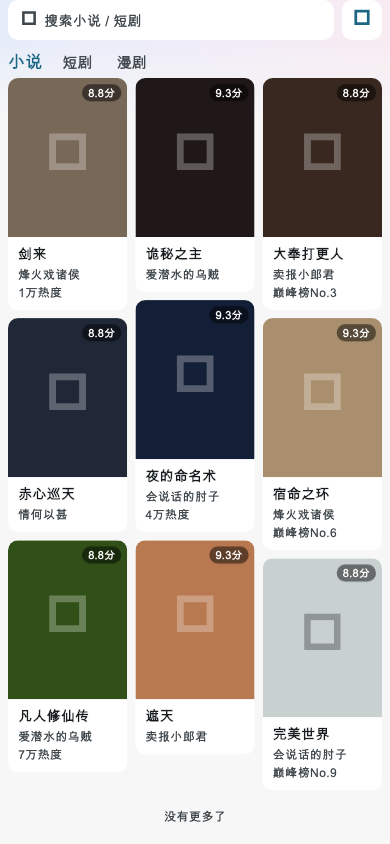 搜索小说 / 短剧
小说 短剧 漫剧
8.8分
剑来
烽火戏诸侯
1万热度
9.3分
诡秘之主
爱潜水的乌贼
8.8分
大奉打更人
卖报小郎君
巅峰榜No.3
8.8分
赤心巡天
情何以甚
9.3分
夜的命名术
会说话的肘子
4万热度
9.3分
宿命之环
烽火戏诸侯
巅峰榜No.6
8.8分
凡人修仙传
爱潜水的乌贼
7万热度
9.3分
遮天
卖报小郎君
8.8分
完美世界
会说话的肘子
巅峰榜No.9
没有更多了